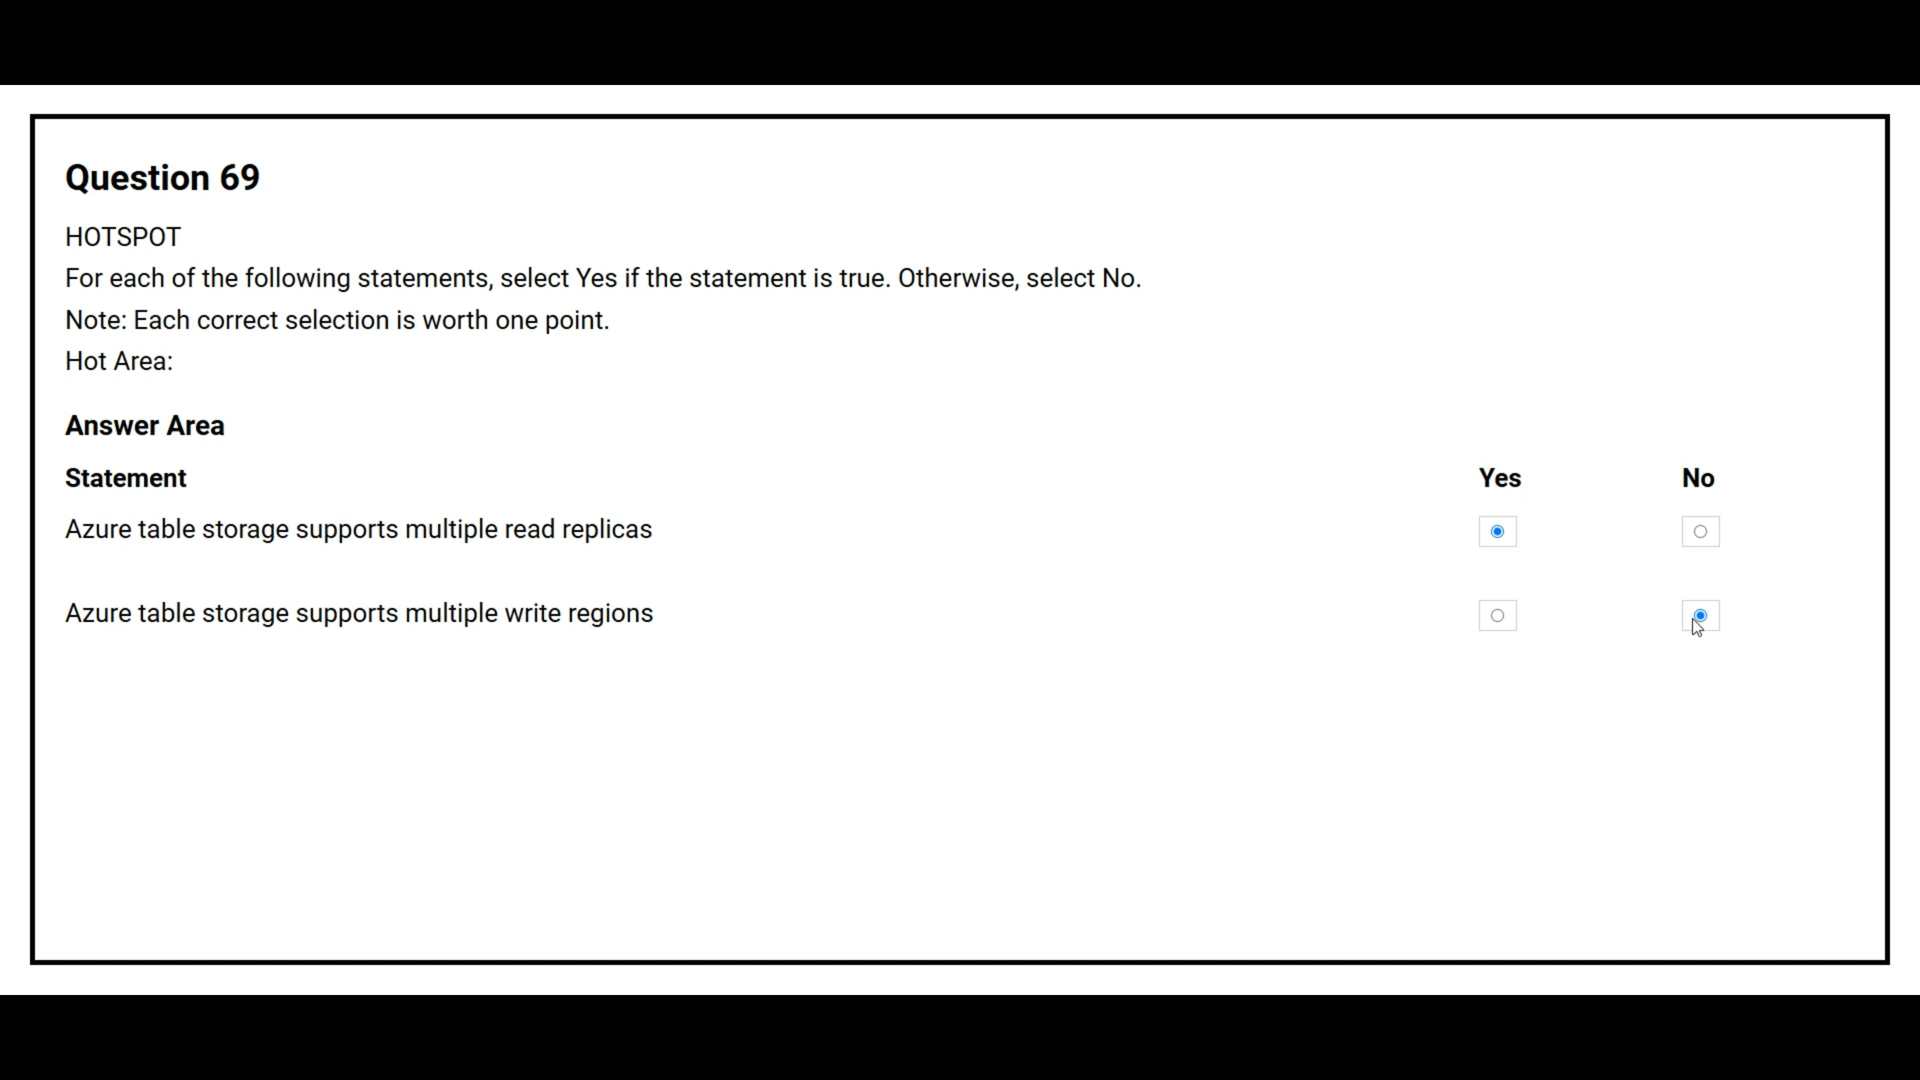 Question 69
HOTSPOT
For each of the following statements, select Yes if the statement is true. Otherwise, select No.
Note: Each correct selection is worth one point.
Hot Area:
Answer Area
Statement Yes No
Azure table storage supports multiple read replicas
Azure table storage supports multiple write regions